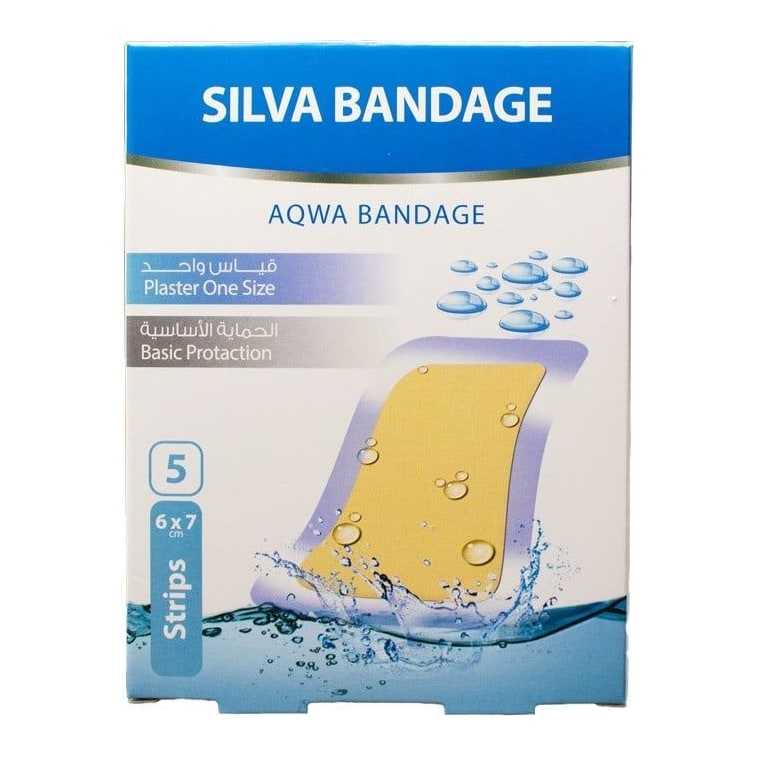 SILVA BANDAGE
AQWA BANDAGE
قياس واحد
Plaster One Size
الحماية الأساسية
Basic Protaction
5
6 x 7
cm
Strips